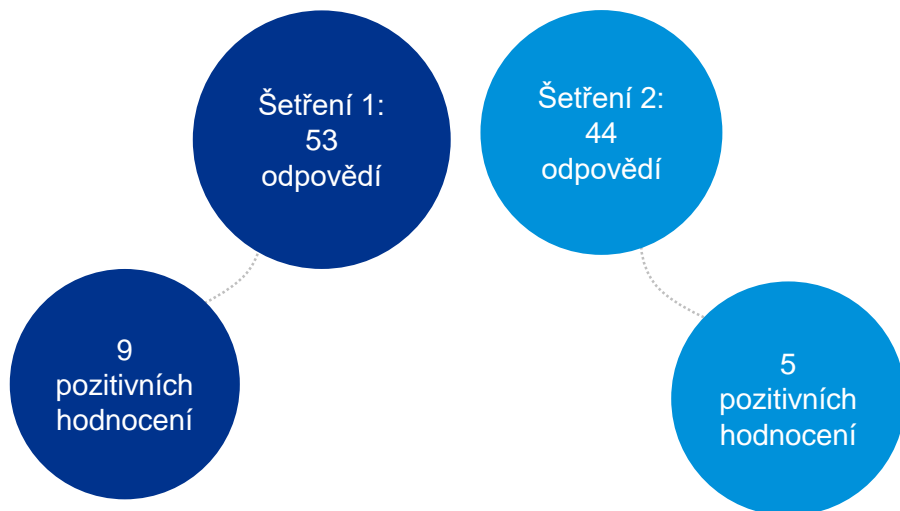 Šetření 1:
53
odpovědí
Šetření 2:
44
odpovědí
9
pozitivních
hodnocení
5
pozitivních
hodnocení